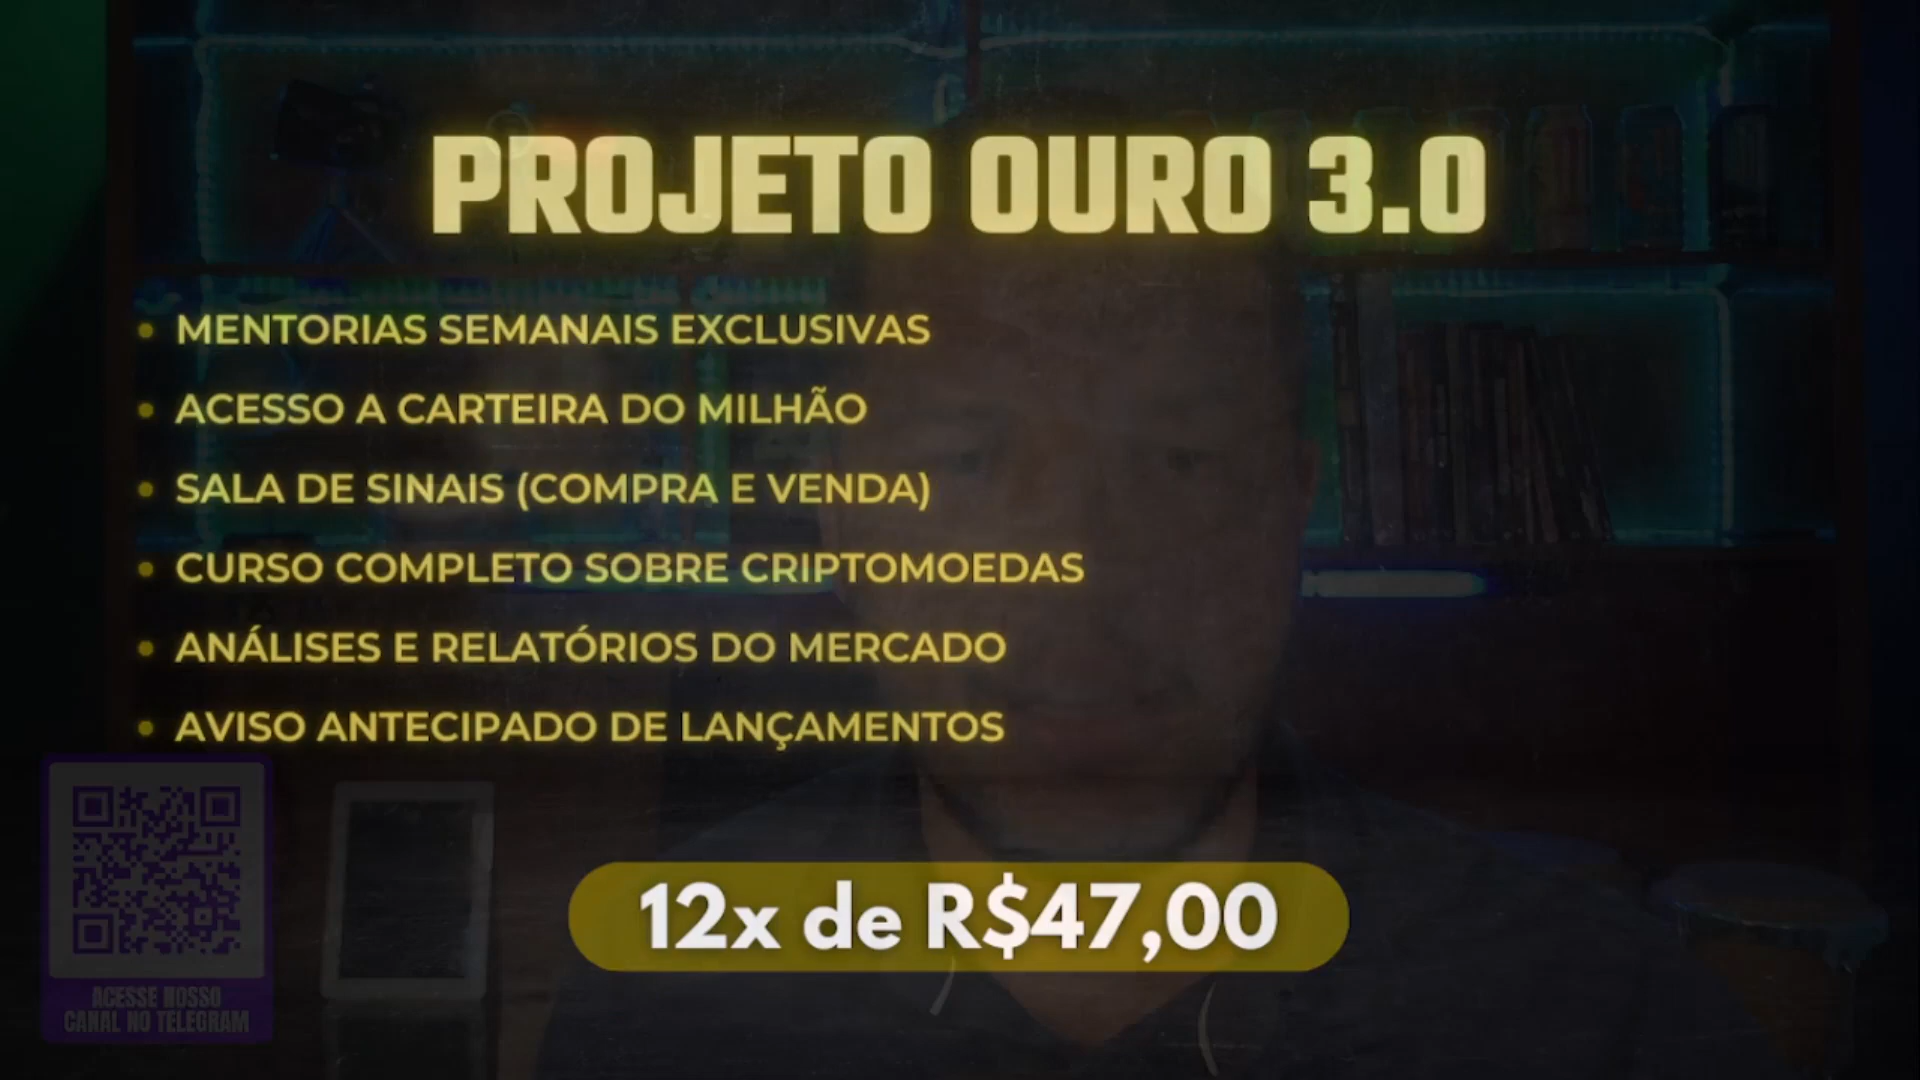 PROJETO OURO 3.0
• MENTORIAS SEMANAIS EXCLUSIVAS
• ACESSO A CARTEIRA DO MILHÃO
• SALA DE SINAIS (COMPRA E VENDA)
• CURSO COMPLETO SOBRE CRIPTOMOEDAS
• ANÁLISES E RELATÓRIOS DO MERCADO
• AVISO ANTECIPADO DE LANÇAMENTOS
12x de R$47,00
ACESSE NOSSO
CANAL NO TELEGRAM